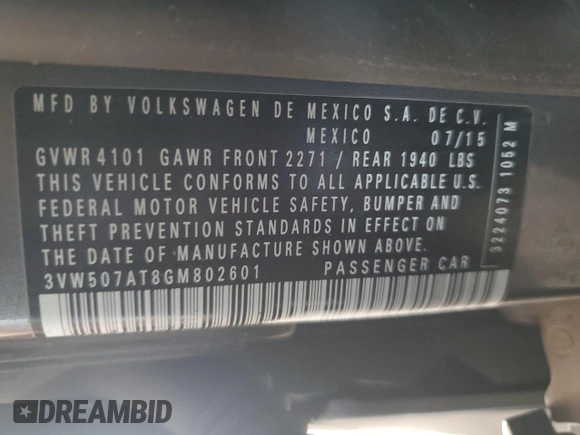 MFD BY VOLKSWAGEN DE MEXICO S.A. DE C.V.
MEXICO 07/15
GVWR 4101 GAWR FRONT 2271 / REAR 1940 LBS
THIS VEHICLE CONFORMS TO ALL APPLICABLE U.S.
FEDERAL MOTOR VEHICLE SAFETY, BUMPER AND
THEFT PREVENTION STANDARDS IN EFFECT ON
THE DATE OF MANUFACTURE SHOWN ABOVE.
3VW507AT8GM802601 PASSENGER CAR
3224073 1052 M
DREAMBID